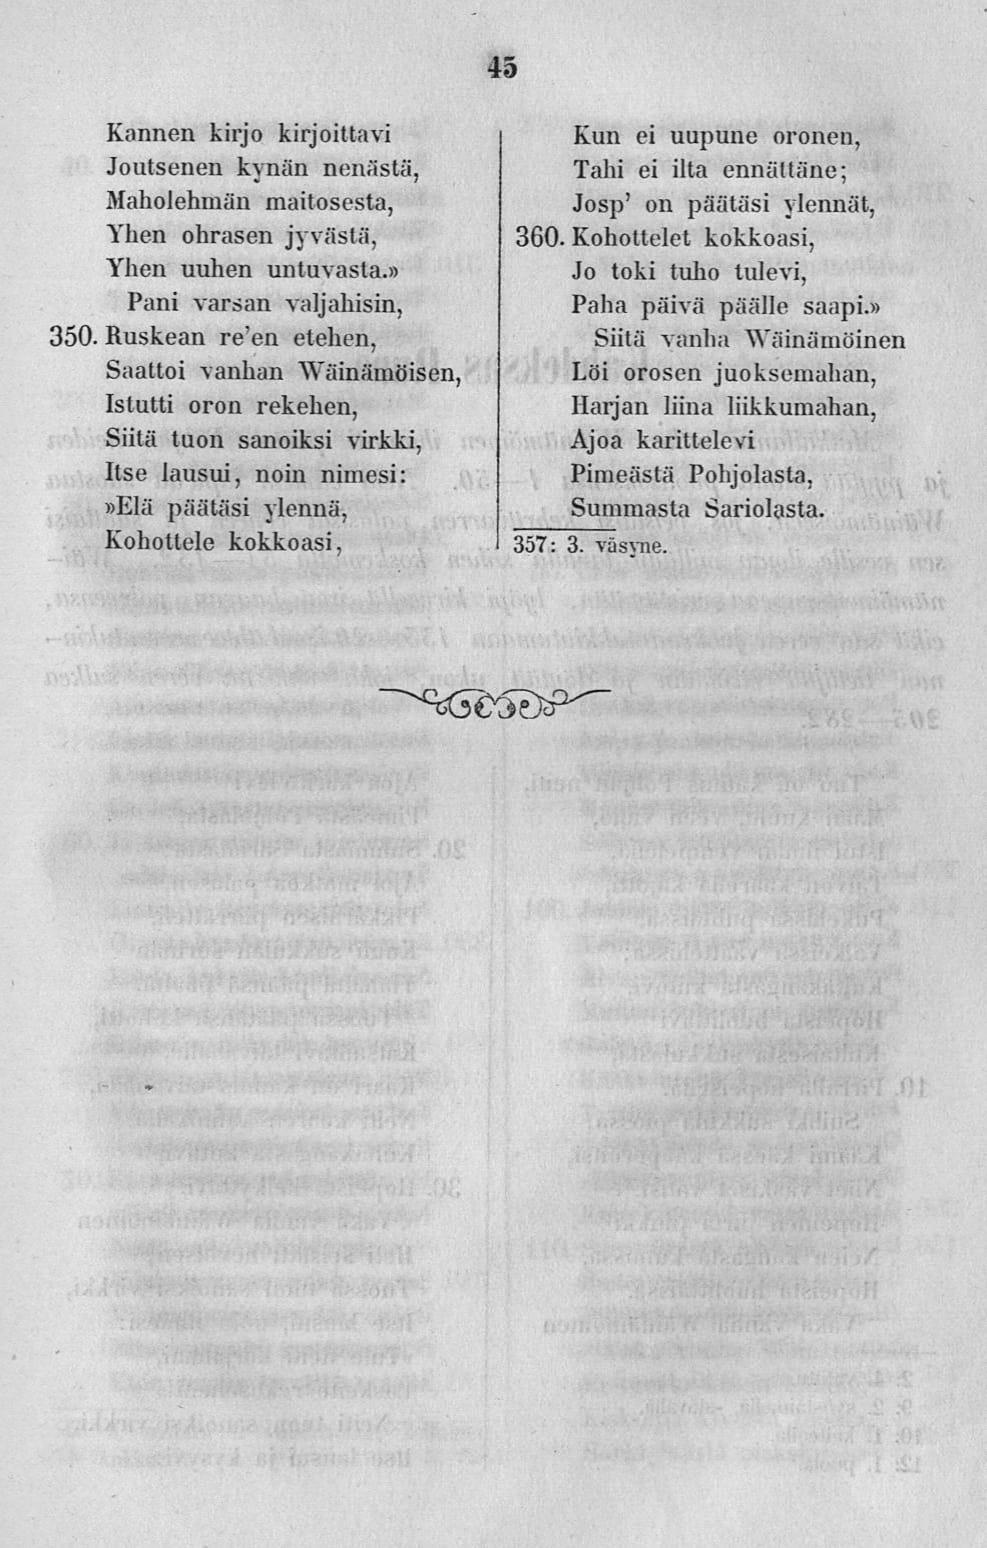 45
Kannen kirjo kirjoittavi
Joutsenen kynän nenästä,
Maholehmän maitosesta,
Yhen ohrasen jyvästä,
Yhen uuhen untuvasta.»
Pani varsan valjahisin,
350. Ruskean re'en etehen,
Saattoi vanhan Wäinämöisen,
Istutti oron rekehen,
Siitä tuon sanoiksi virkki,
Itse lausui, noin nimesi:
»Elä päätäsi ylennä,
Kohottele kokkoasi,
Kun ei uupune oronen,
Tahi ei ilta ennättäne;
Josp' on päätäsi ylennät,
360. Kohottelet kokkoasi,
Jo toki tuho tulevi,
Paha päivä päälle saapi.»
Siitä vanha Wäinämöinen
Löi orosen juoksemahan,
Harjan liina liikkumahan,
Ajoa karittelevi
Pimeästä Pohjolasta,
Summasta Sariolasta.
357: 3. väsyne.